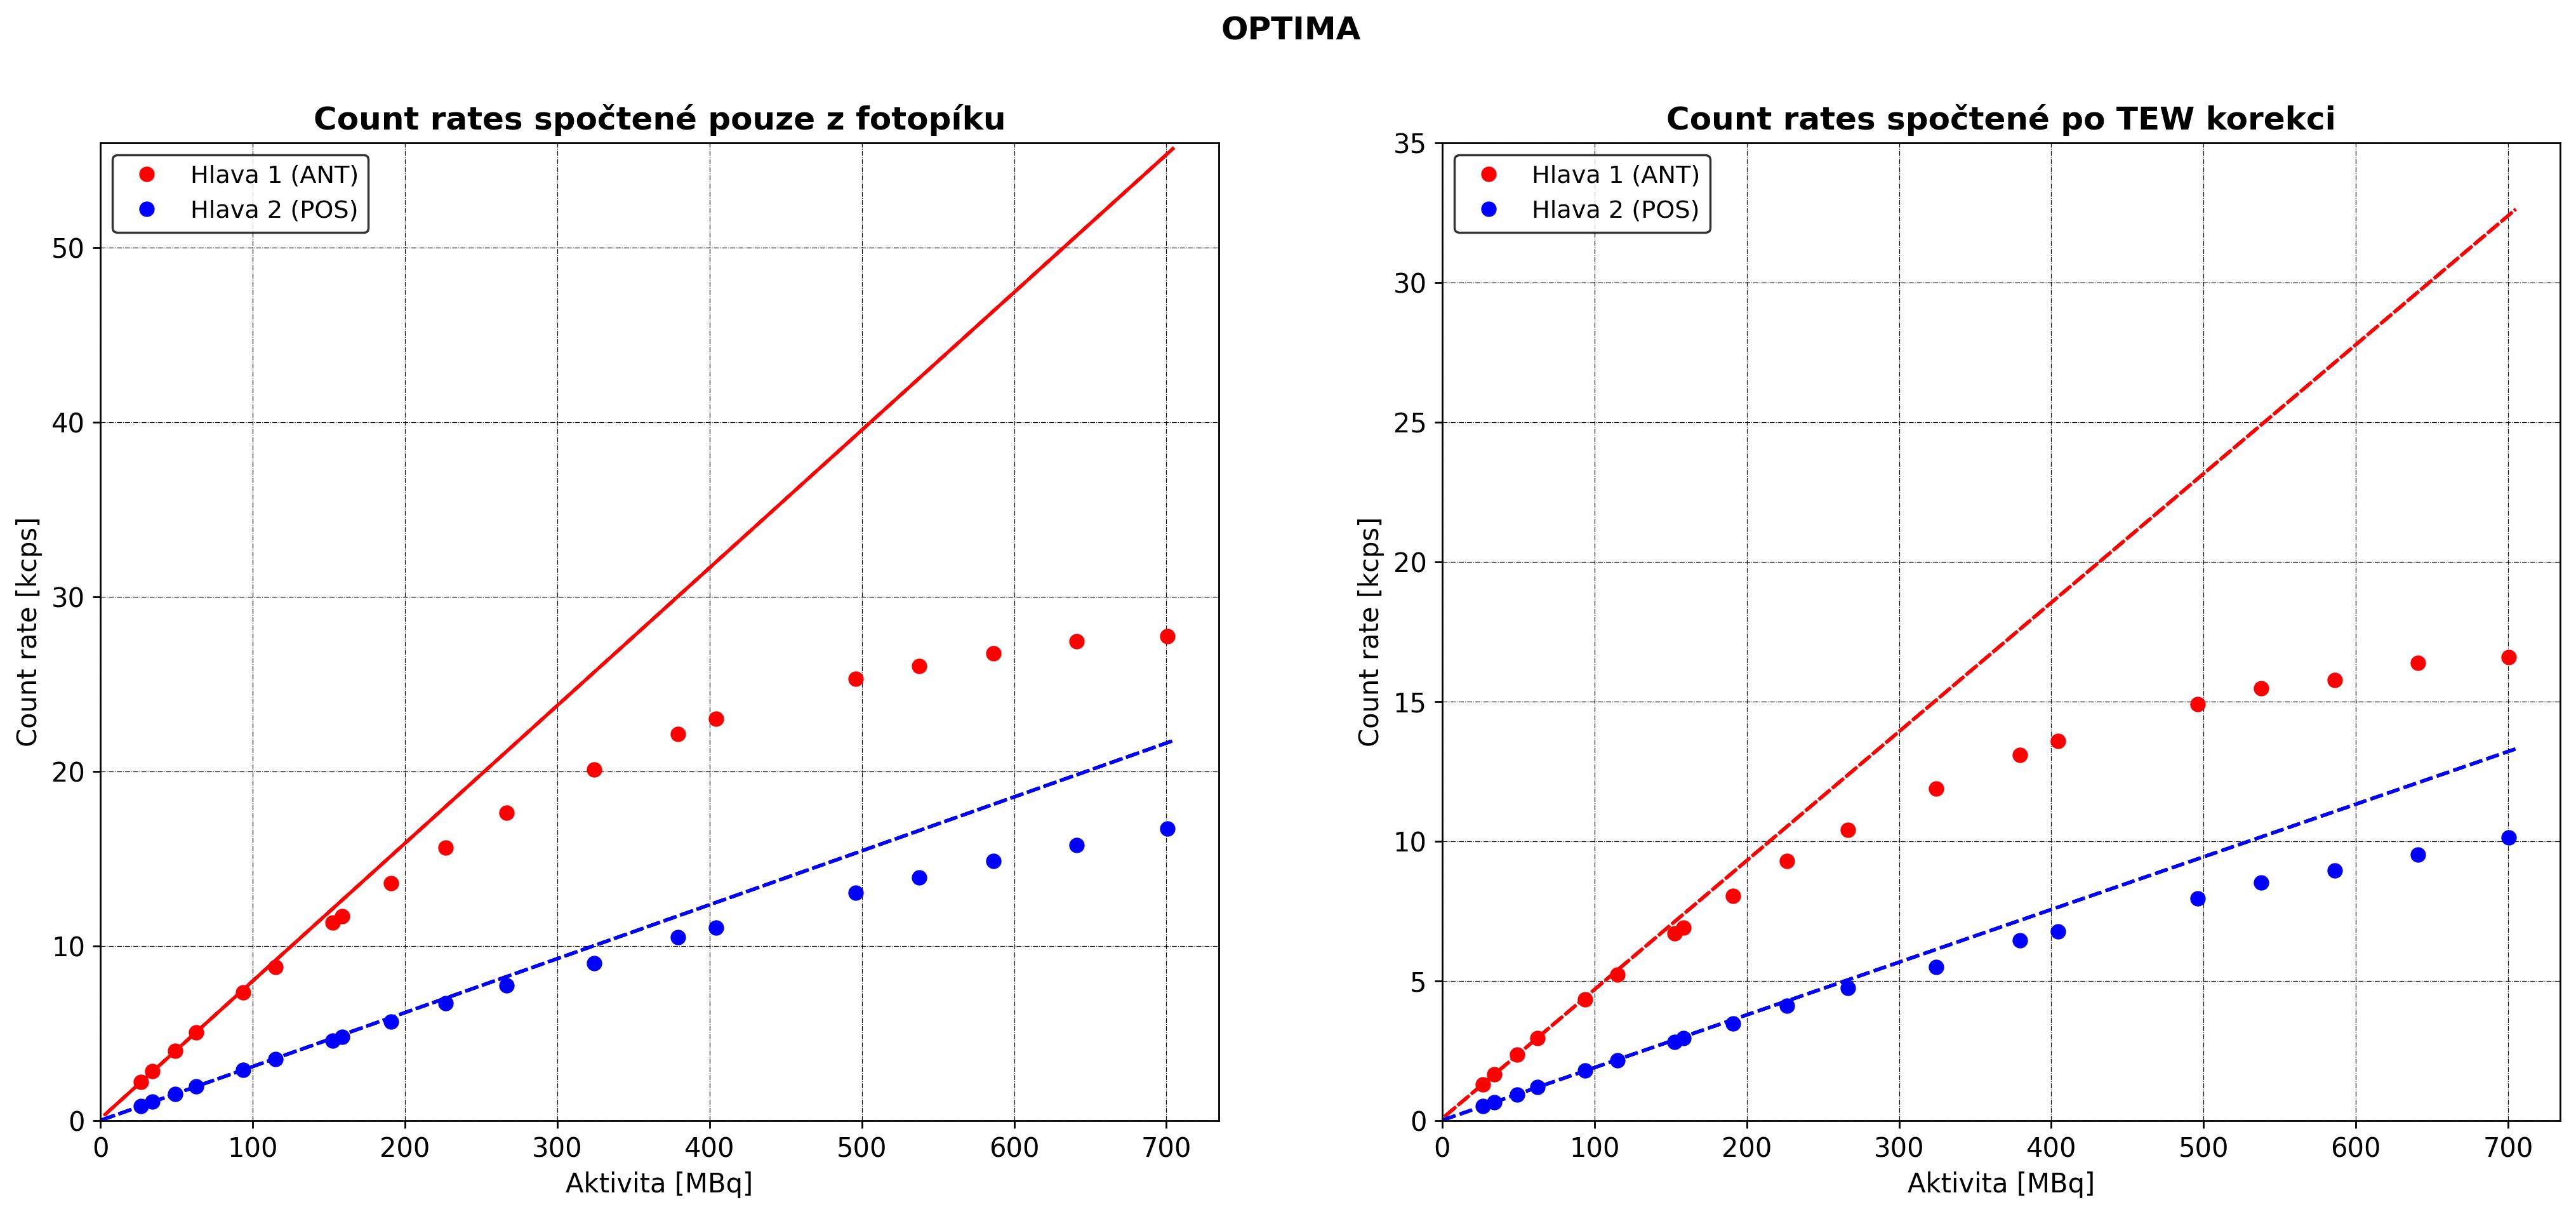 OPTIMA
Count rates spočtené pouze z fotopíku
Hlava 1 (ANT)
Hlava 2 (POS)
50
40
30
20
10
0
Count rate [kcps]
0 100 200 300 400 500 600 700
Aktivita [MBq]
Count rates spočtené po TEW korekci
Hlava 1 (ANT)
Hlava 2 (POS)
35
30
25
20
15
10
5
0
Count rate [kcps]
0 100 200 300 400 500 600 700
Aktivita [MBq]